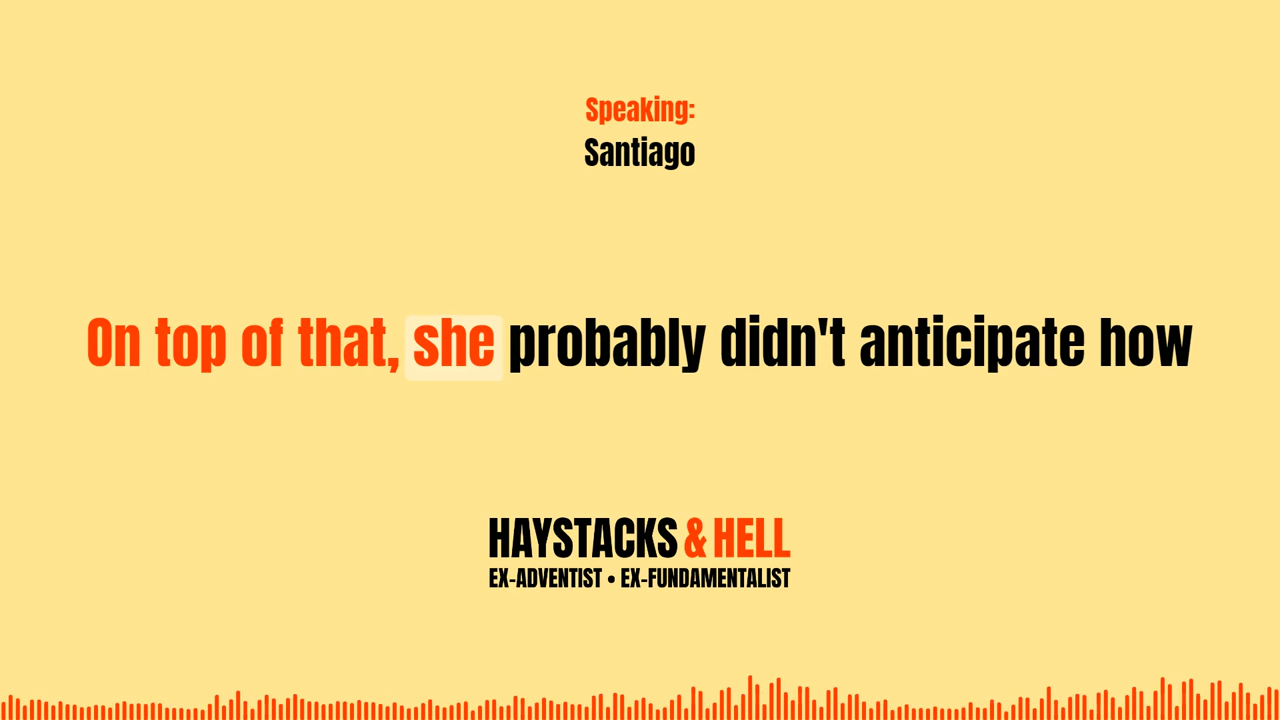 Speaking:
Santiago
On top of that, she probably didn't anticipate how
HAYSTACKS & HELL
EX-ADVENTIST • EX-FUNDAMENTALIST